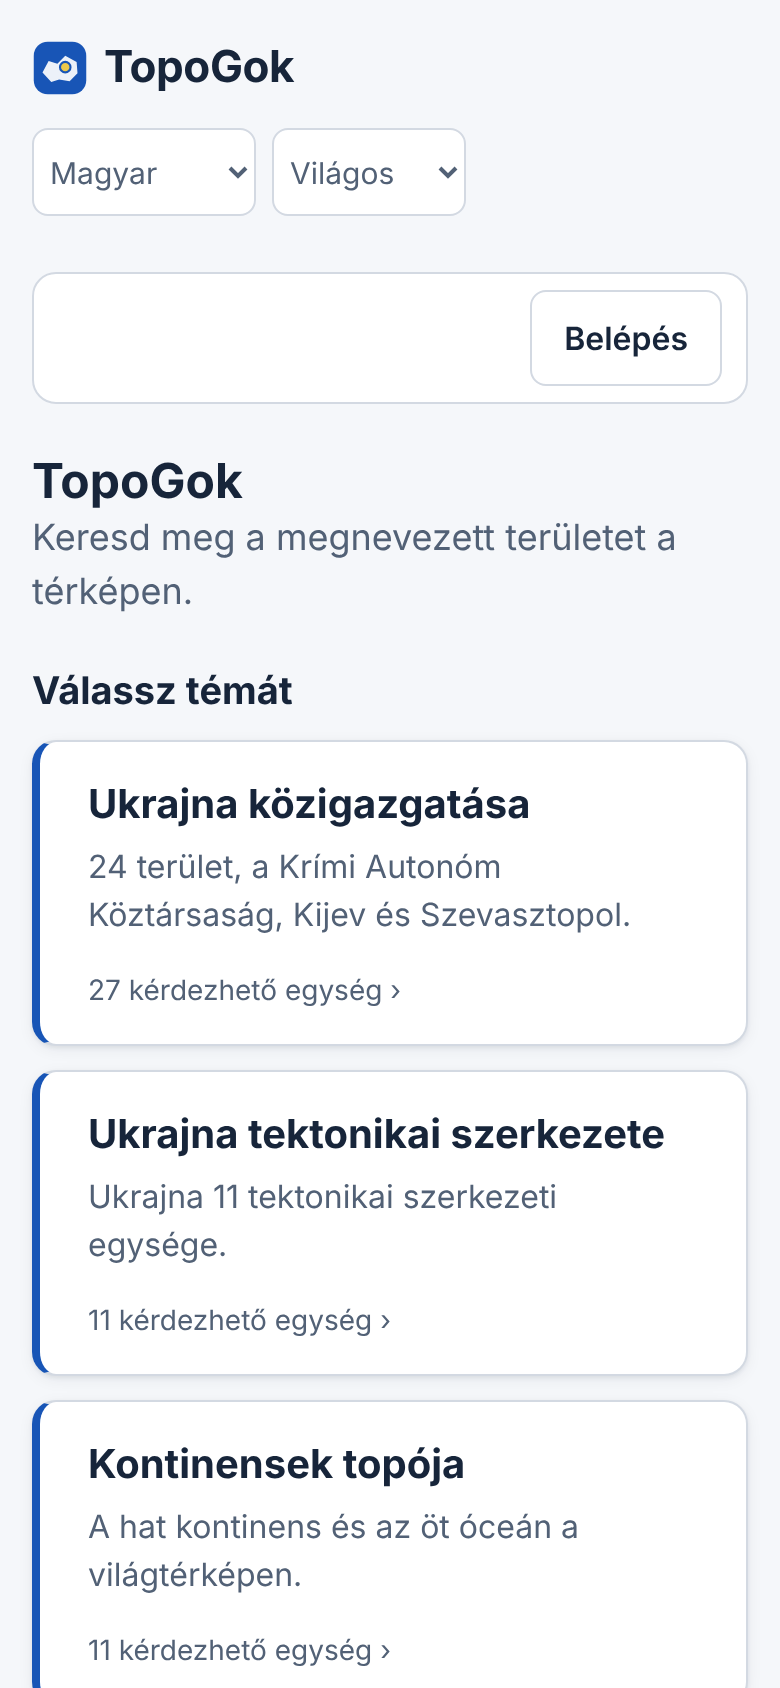 TopoGok
Magyar
Világos
Belépés
TopoGok
Keresd meg a megnevezett területet a
térképen.
Válassz témát
Ukrajna közigazgatása
24 terület, a Krími Autonóm
Köztársaság, Kijev és Szevasztopol.
27 kérdezhető egység ›
Ukrajna tektonikai szerkezete
Ukrajna 11 tektonikai szerkezeti
egysége.
11 kérdezhető egység ›
Kontinensek topója
A hat kontinens és az öt óceán a
világtérképen.
11 kérdezhető egység ›